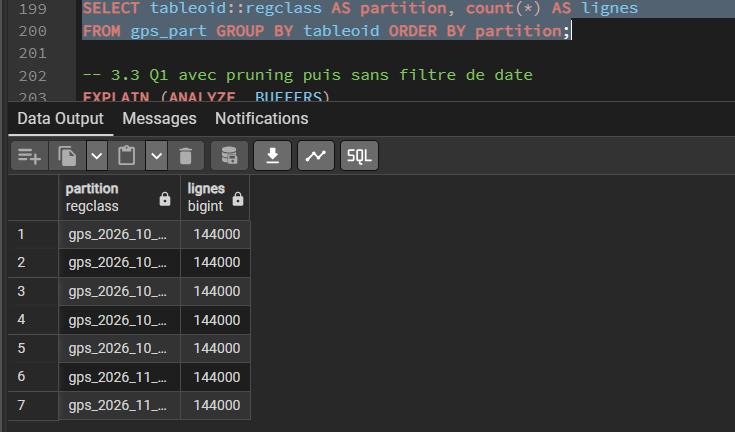 199 SELECT tableoid::regclass AS partition, count(*) AS lignes
200 FROM gps_part GROUP BY tableoid ORDER BY partition;
201
202 -- 3.3 Q1 avec pruning puis sans filtre de date
203 EXPLAIN (ANALYZE, BUFFERS)
Data Output Messages Notifications
SQL
partition lignes
regclass bigint
1 gps_2026_10_... 144000
2 gps_2026_10_... 144000
3 gps_2026_10_... 144000
4 gps_2026_10_... 144000
5 gps_2026_10_... 144000
6 gps_2026_11_... 144000
7 gps_2026_11_... 144000